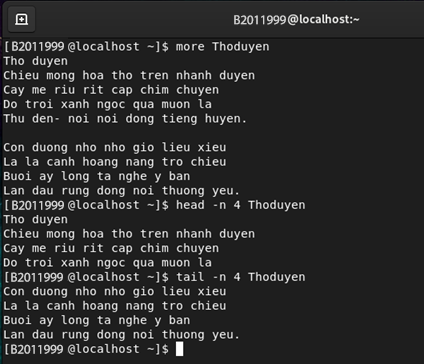 B2011999@localhost:~
[B2011999@localhost ~]$ more Thoduyen
Tho duyen
Chieu mong hoa tho tren nhanh duyen
Cay me riu rit cap chim chuyen
Do troi xanh ngoc qua muon la
Thu den- noi noi dong tieng huyen.

Con duong nho nho gio lieu xieu
La la canh hoang nang tro chieu
Buoi ay long ta nghe y ban
Lan dau rung dong noi thuong yeu.
[B2011999@localhost ~]$ head -n 4 Thoduyen
Tho duyen
Chieu mong hoa tho tren nhanh duyen
Cay me riu rit cap chim chuyen
Do troi xanh ngoc qua muon la
[B2011999@localhost ~]$ tail -n 4 Thoduyen
Con duong nho nho gio lieu xieu
La la canh hoang nang tro chieu
Buoi ay long ta nghe y ban
Lan dau rung dong noi thuong yeu.
[B2011999@localhost ~]$